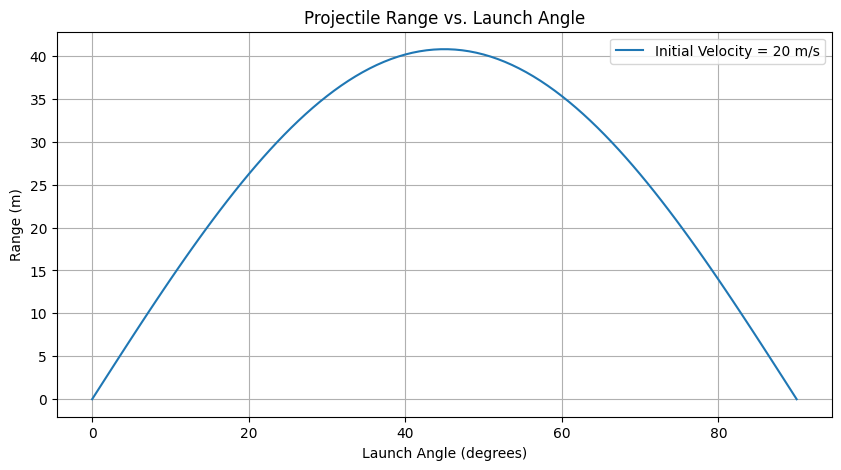 Projectile Range vs. Launch Angle
Initial Velocity = 20 m/s
Range (m)
40
35
30
25
20
15
10
5
0
0 20 40 60 80
Launch Angle (degrees)